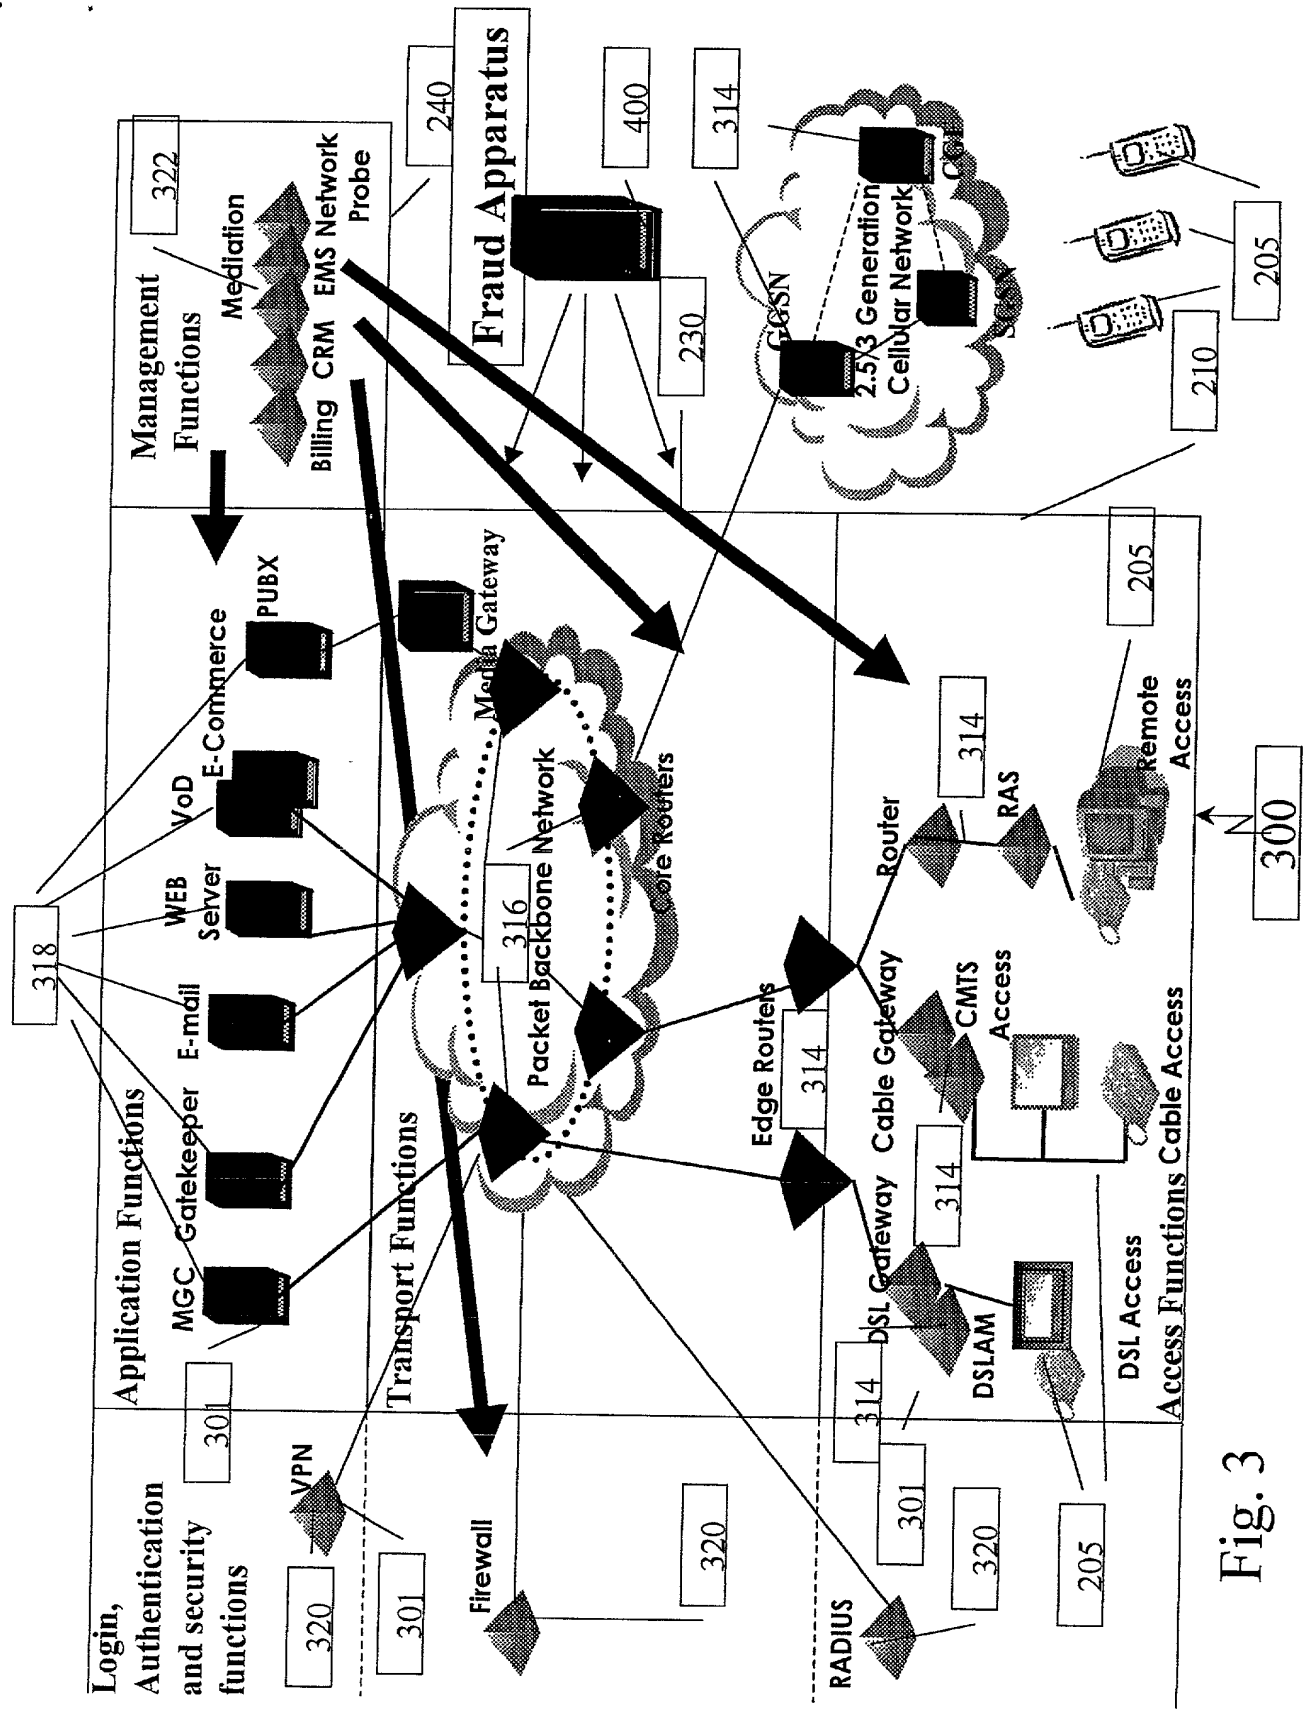 Login,
Authentication
and security
functions
320
VPN
301
Firewall
320
RADIUS
320
301
205
301
318
Application Functions
MGC
Gatekeeper
E-mail
WEB
Server
VoD
E-Commerce
PUBX
Management
Functions
322
Mediation
Billing
CRM
EMS
Network
Probe
240
Transport Functions
Media Gateway
316
Packet Backbone Network
Core Routers
Fraud Apparatus
400
230
314
GGSN
2.5/3 Generation
Cellular Network
CGI
SGSN
205
210
Edge Routers
314
DSL Gateway
Cable Gateway
Router
314
314
314
DSLAM
CMTS
Access
RAS
DSL Access
Cable Access
Remote
Access
205
Access Functions
300
Fig. 3